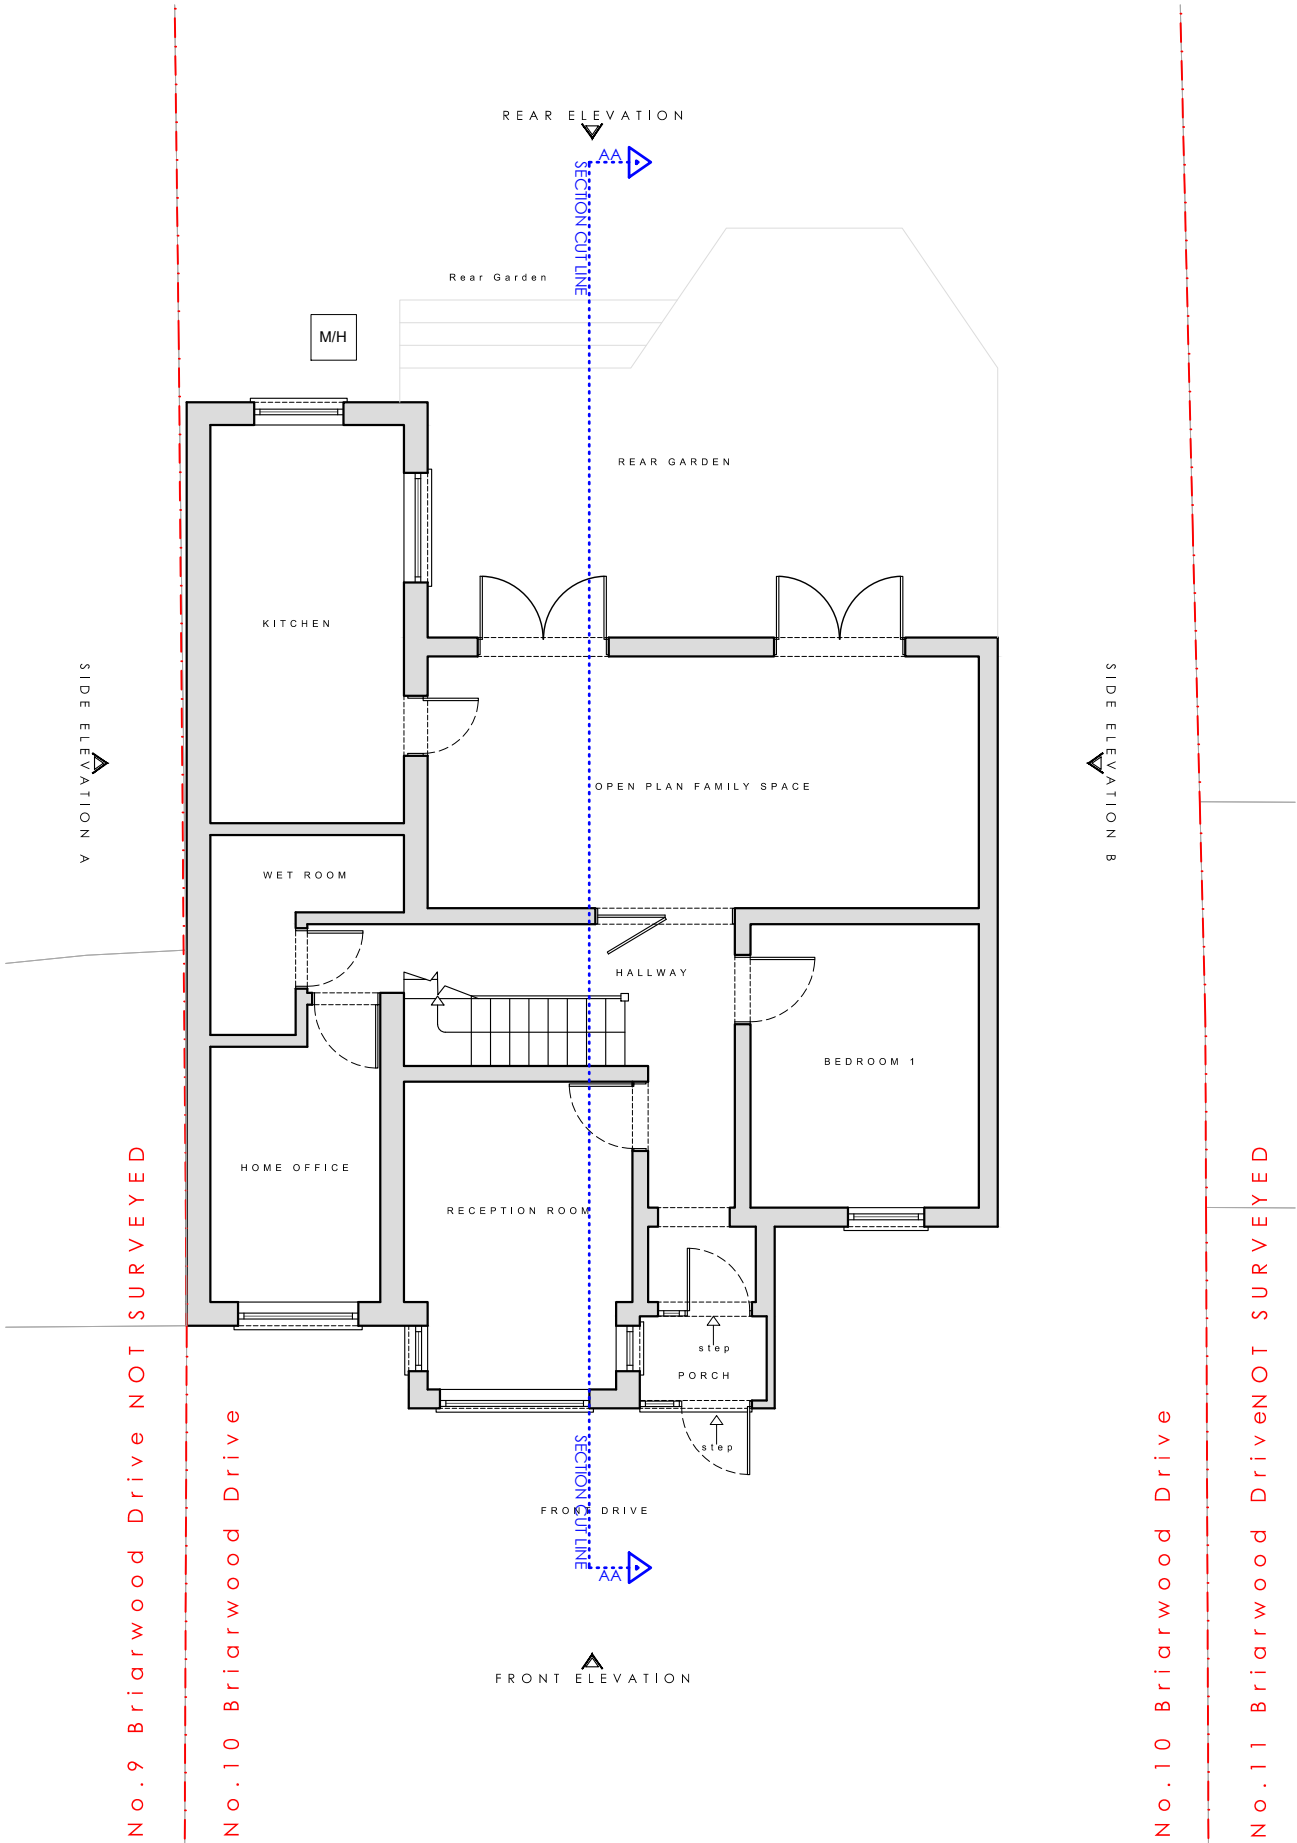 REAR ELEVATION
AA
SECTION CUT LINE
Rear Garden
M/H
REAR GARDEN
KITCHEN
SIDE ELEVATION A
SIDE ELEVATION B
OPEN PLAN FAMILY SPACE
WET ROOM
HALLWAY
BEDROOM 1
HOME OFFICE
RECEPTION ROOM
step
PORCH
step
SECTION CUT LINE
FRONT DRIVE
AA
FRONT ELEVATION
No.9 Briarwood Drive NOT SURVEYED
No.10 Briarwood Drive
No.10 Briarwood Drive
No.11 Briarwood Drive NOT SURVEYED